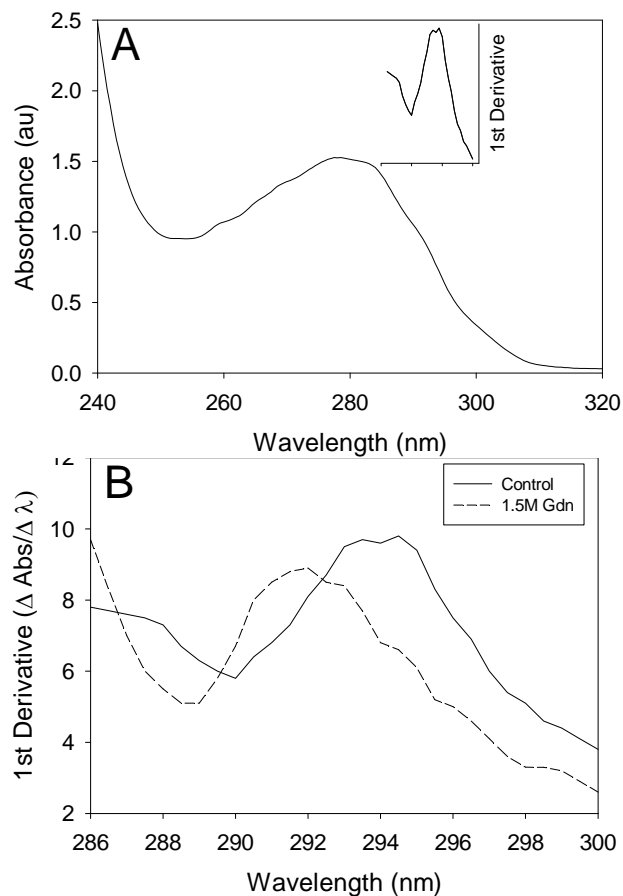 A
2.5
2.0
1.5
1.0
0.5
0.0
Absorbance (au)
1st Derivative
240 260 280 300 320
Wavelength (nm)
B
Control
1.5M Gdn
12
10
8
6
4
2
1st Derivative (Δ Abs/Δ λ)
286 288 290 292 294 296 298 300
Wavelength (nm)